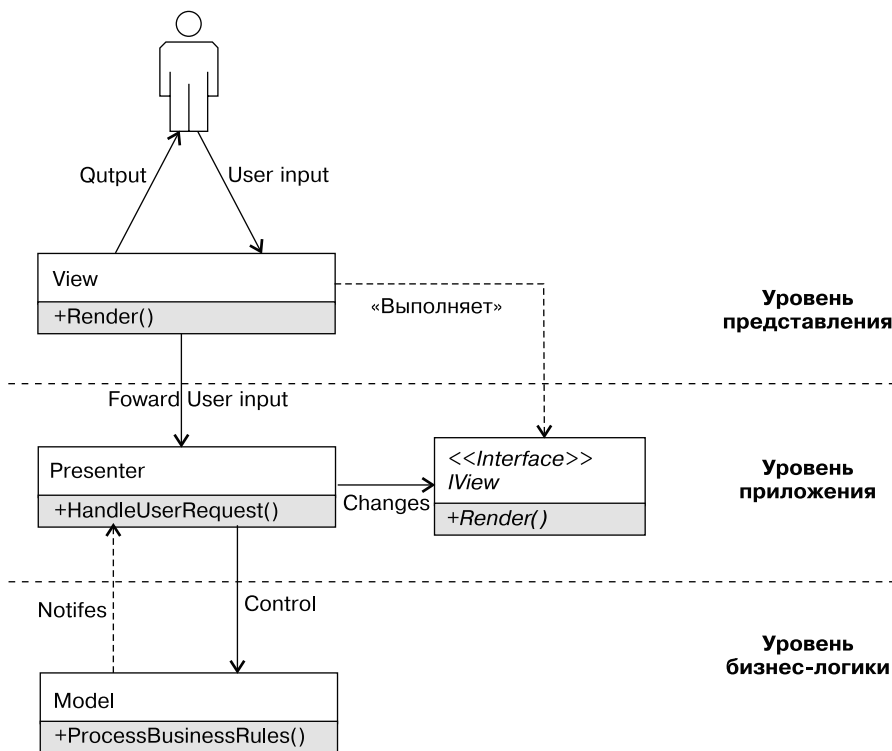 Qutput
User input
View
+Render()
«Выполняет»
Уровень
представления
Foward User input
Presenter
+HandleUserRequest()
Changes
<<Interface>>
IView
+Render()
Уровень
приложения
Notifes
Control
Уровень
бизнес-логики
Model
+ProcessBusinessRules()